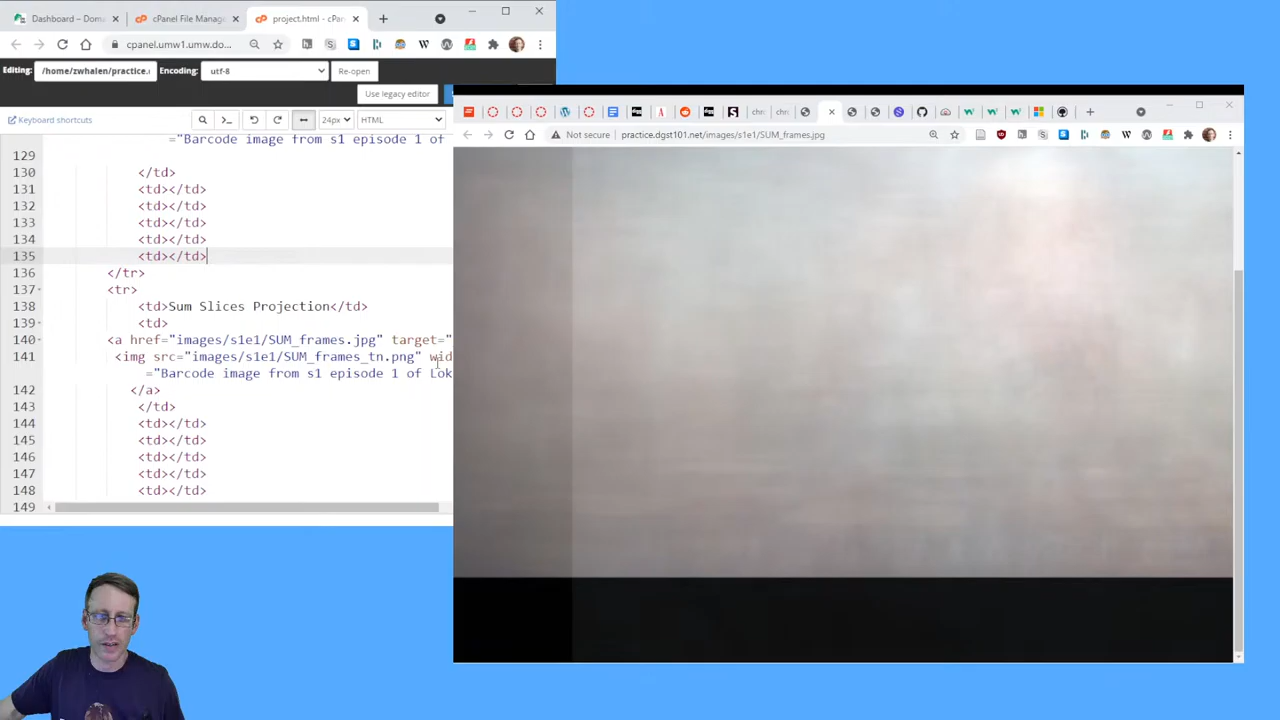 Dashboard – Doma
cPanel File Manage
project.html - cPan
cpanel.umw1.umw.do...
Editing:
/home/zwhalen/practice.
Encoding:
utf-8
Re-open
Use legacy editor
Keyboard shortcuts
24px
HTML
="Barcode image from s1 episode 1 of
129
130 </td>
131 <td></td>
132 <td></td>
133 <td></td>
134 <td></td>
135 <td></td>
136 </tr>
137 <tr>
138 <td>Sum Slices Projection</td>
139 <td>
140 <a href="images/s1e1/SUM_frames.jpg" target="
141 <img src="images/s1e1/SUM_frames_tn.png" wid
="Barcode image from s1 episode 1 of Lok
142 </a>
143 </td>
144 <td></td>
145 <td></td>
146 <td></td>
147 <td></td>
148 <td></td>
149
chr
chr
Not secure
practice.dgst101.net/images/s1e1/SUM_frames.jpg